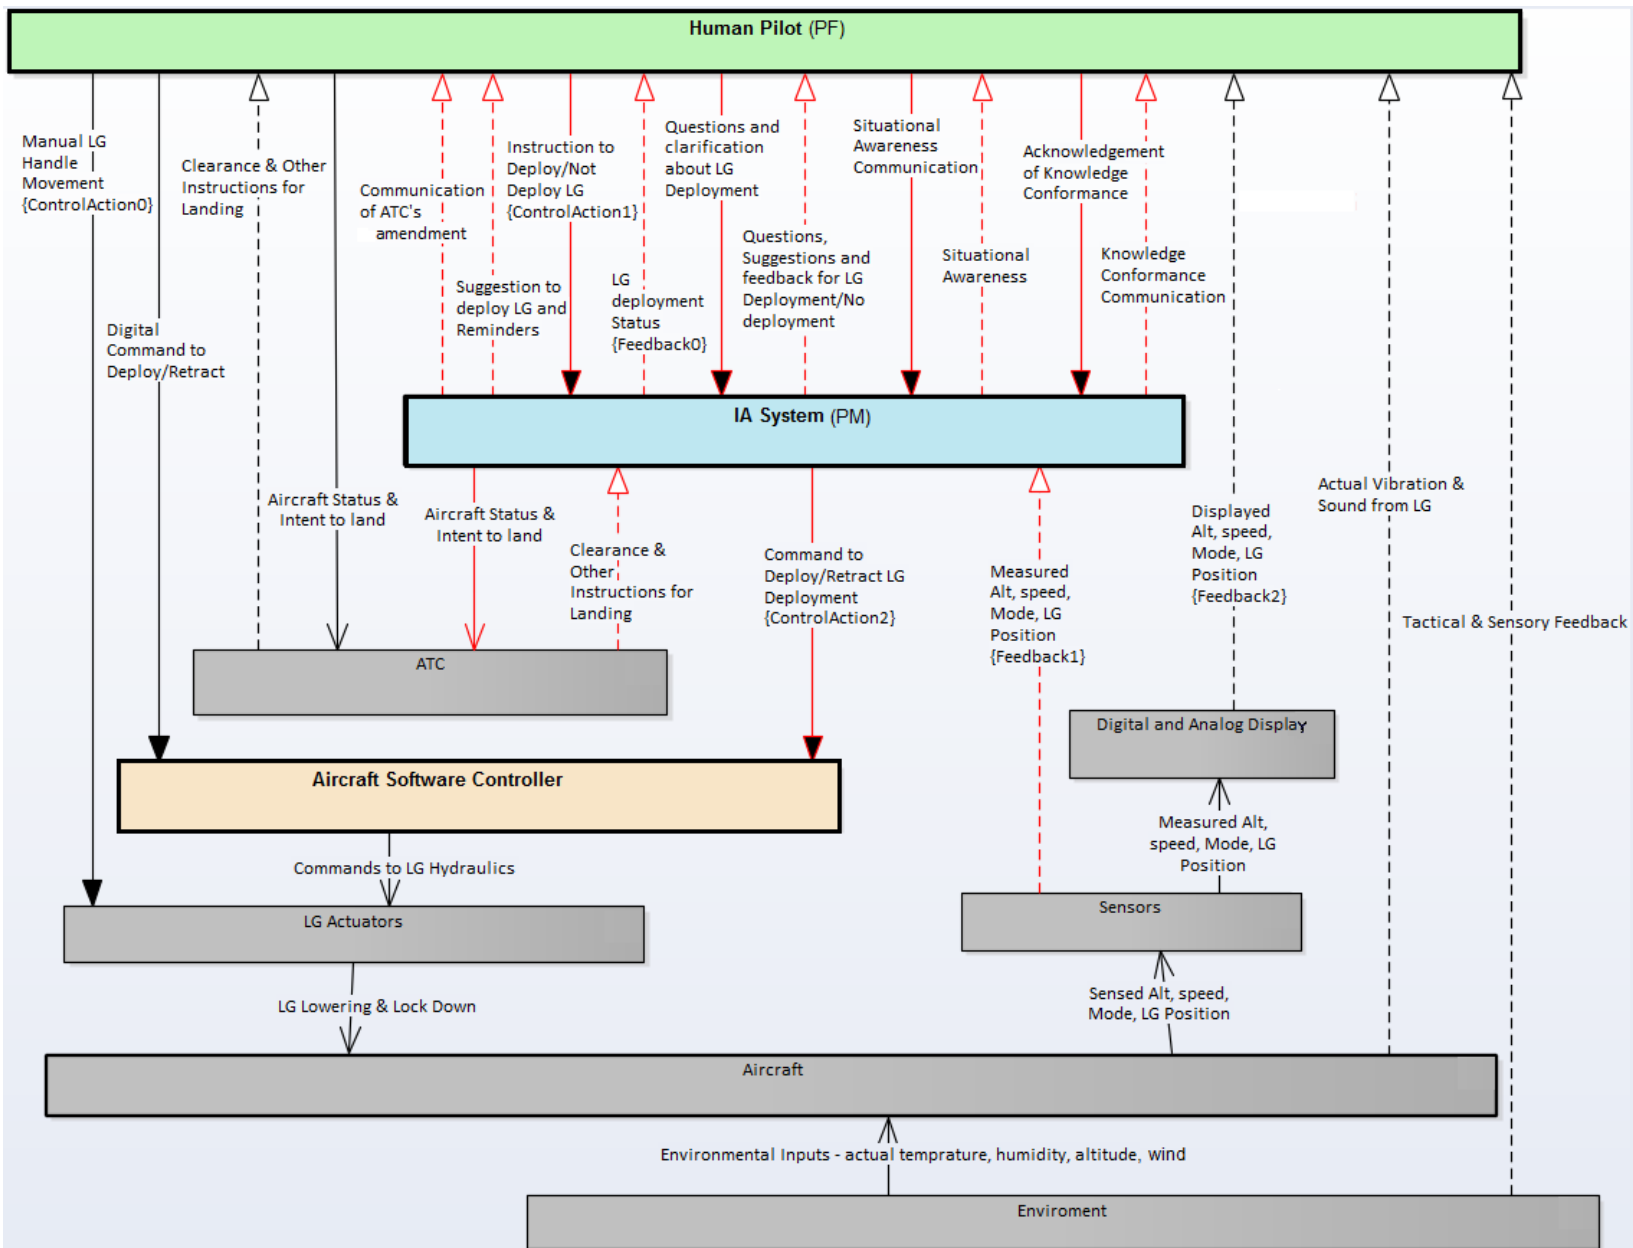 Human Pilot (PF)
Manual LG
Handle
Movement
{ControlAction0}
Digital
Command to
Deploy/Retract
Clearance & Other
Instructions for
Landing
Aircraft Status &
Intent to land
Communication
of ATC's
amendment
Suggestion to
deploy LG and
Reminders
Instruction to
Deploy/Not
Deploy LG
{ControlAction1}
LG
deployment
Status
{Feedback0}
Questions and
clarification
about LG
Deployment
Questions,
Suggestions and
feedback for LG
Deployment/No
deployment
Situational
Awareness
Communication
Situational
Awareness
Acknowledgement
of Knowledge
Conformance
Knowledge
Conformance
Communication
IA System (PM)
Aircraft Status &
Intent to land
Clearance &
Other
Instructions for
Landing
Command to
Deploy/Retract LG
Deployment
{ControlAction2}
Measured
Alt, speed,
Mode, LG
Position
{Feedback1}
Displayed
Alt, speed,
Mode, LG
Position
{Feedback2}
Actual Vibration &
Sound from LG
Tactical & Sensory Feedback
ATC
Digital and Analog Display
Aircraft Software Controller
Measured Alt,
speed, Mode, LG
Position
Commands to LG Hydraulics
LG Actuators
Sensors
LG Lowering & Lock Down
Sensed Alt, speed,
Mode, LG Position
Aircraft
Environmental Inputs - actual temprature, humidity, altitude, wind
Enviroment